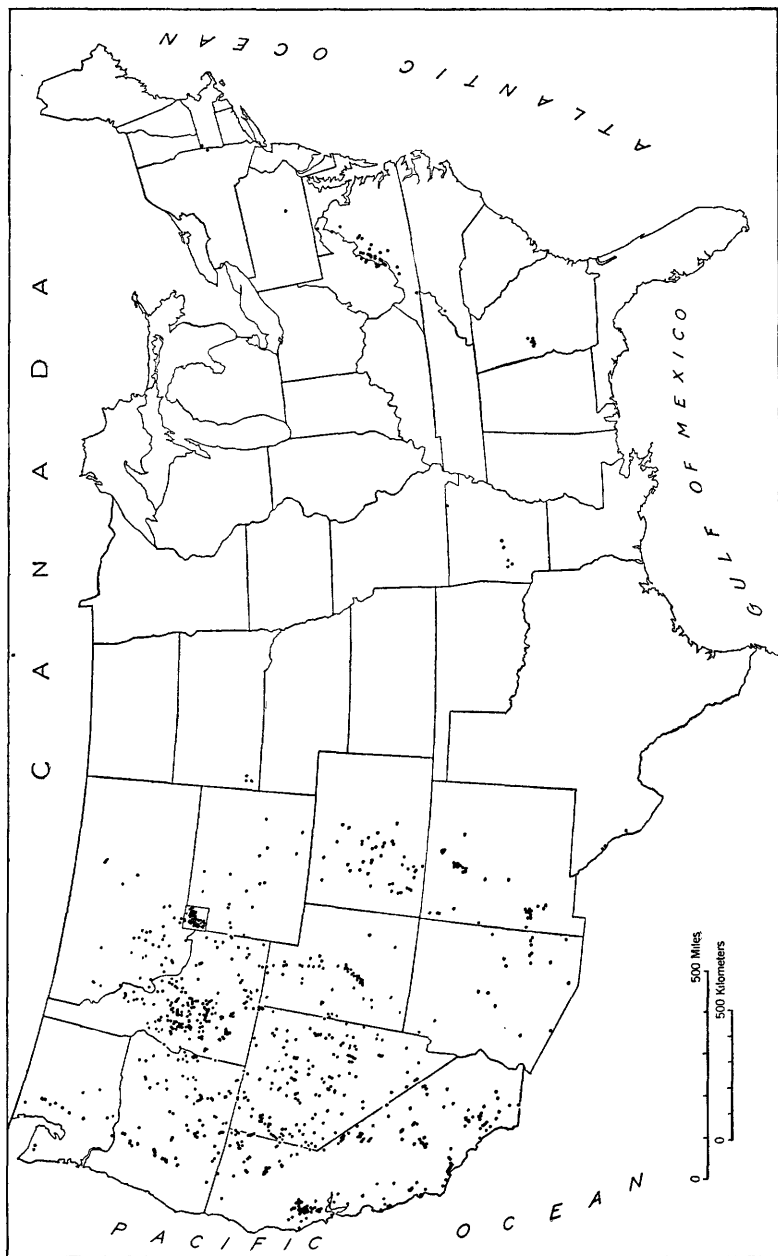 CANADA
ATLANTIC OCEAN
GULF OF MEXICO
PACIFIC OCEAN
0 500 Miles
0 500 Kilometers